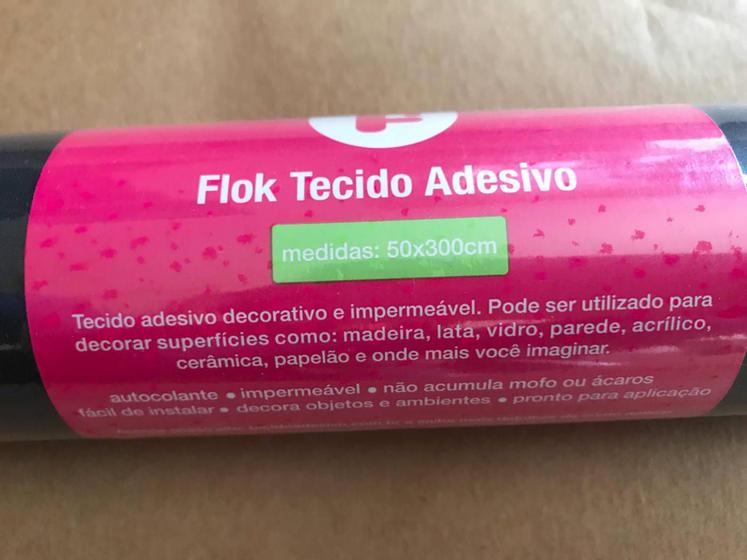 Flok Tecido Adesivo
medidas: 50x300cm
Tecido adesivo decorativo e impermeável. Pode ser utilizado para
decorar superfícies como: madeira, lata, vidro, parede, acrílico,
cerâmica, papelão e onde mais você imaginar.
autocolante • impermeável • não acumula mofo ou ácaros
fácil de instalar • decora objetos e ambientes • pronto para aplicação